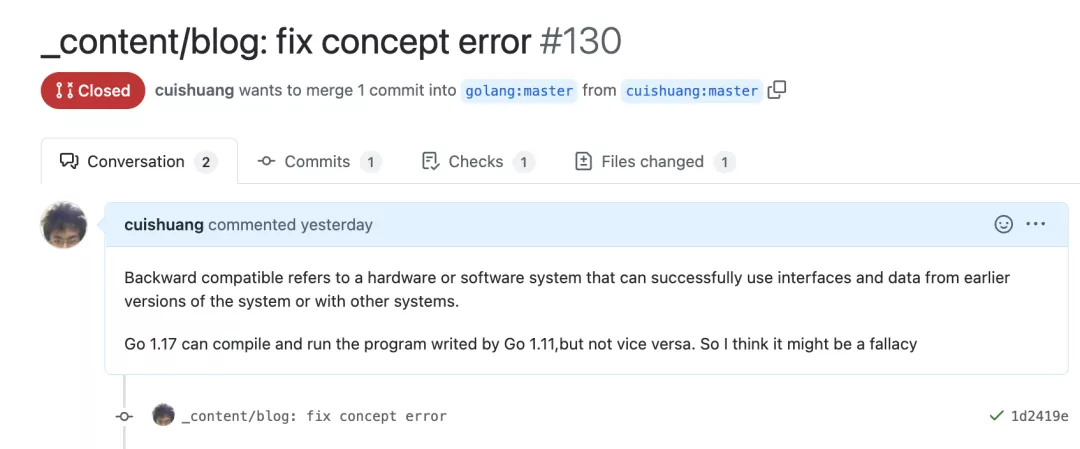 _content/blog: fix concept error #130
Closed cuishuang wants to merge 1 commit into golang:master from cuishuang:master
Conversation 2 Commits 1 Checks 1 Files changed 1
cuishuang commented yesterday
Backward compatible refers to a hardware or software system that can successfully use interfaces and data from earlier
versions of the system or with other systems.
Go 1.17 can compile and run the program writed by Go 1.11,but not vice versa. So I think it might be a fallacy
_content/blog: fix concept error 1d2419e